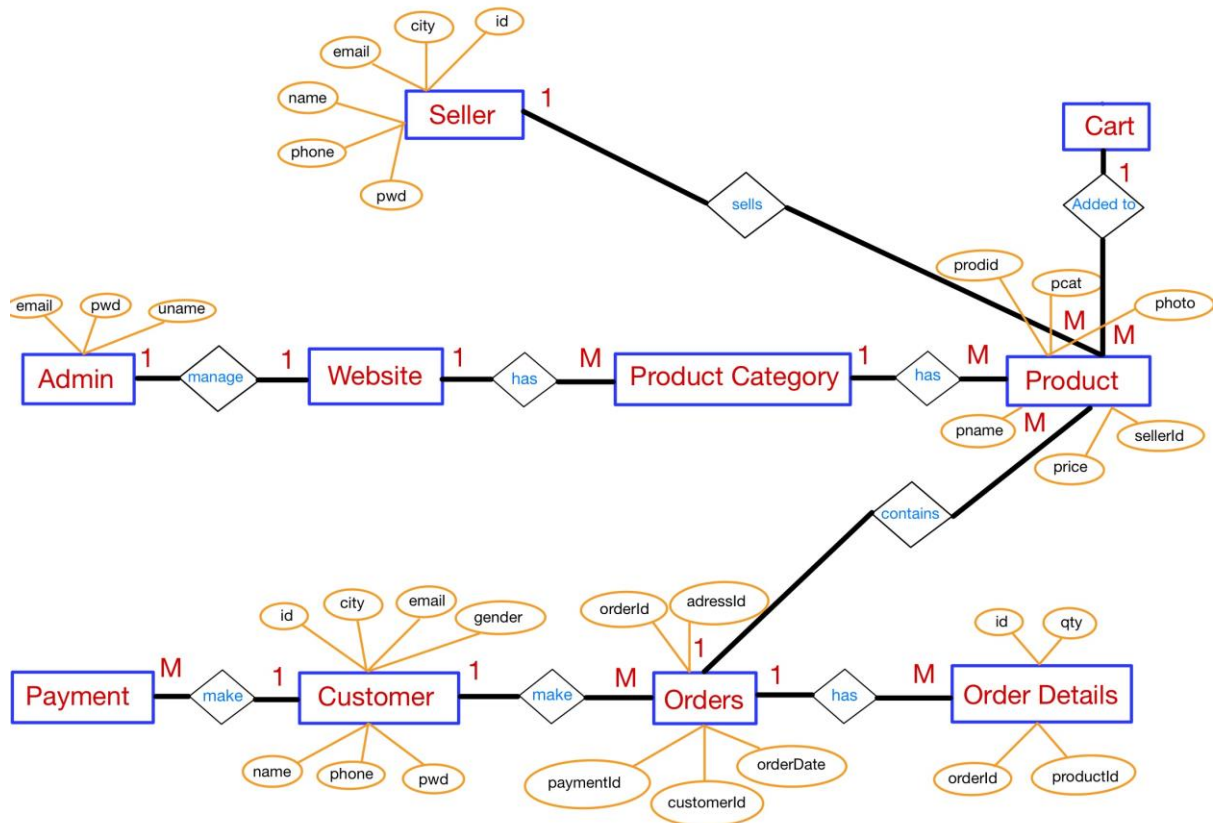 city
id
email
name
Seller
1
phone
pwd
sells
Cart
1
Added to
prodid
pcat
photo
M
M
email
pwd
uname
Admin
1
manage
1
Website
1
has
M
Product Category
1
has
M
Product
pname
M
price
sellerId
contains
id
city
email
gender
orderId
adressId
1
id
qty
Payment
M
make
1
Customer
1
make
M
Orders
1
has
M
Order Details
name
phone
pwd
paymentId
customerId
orderDate
orderId
productId